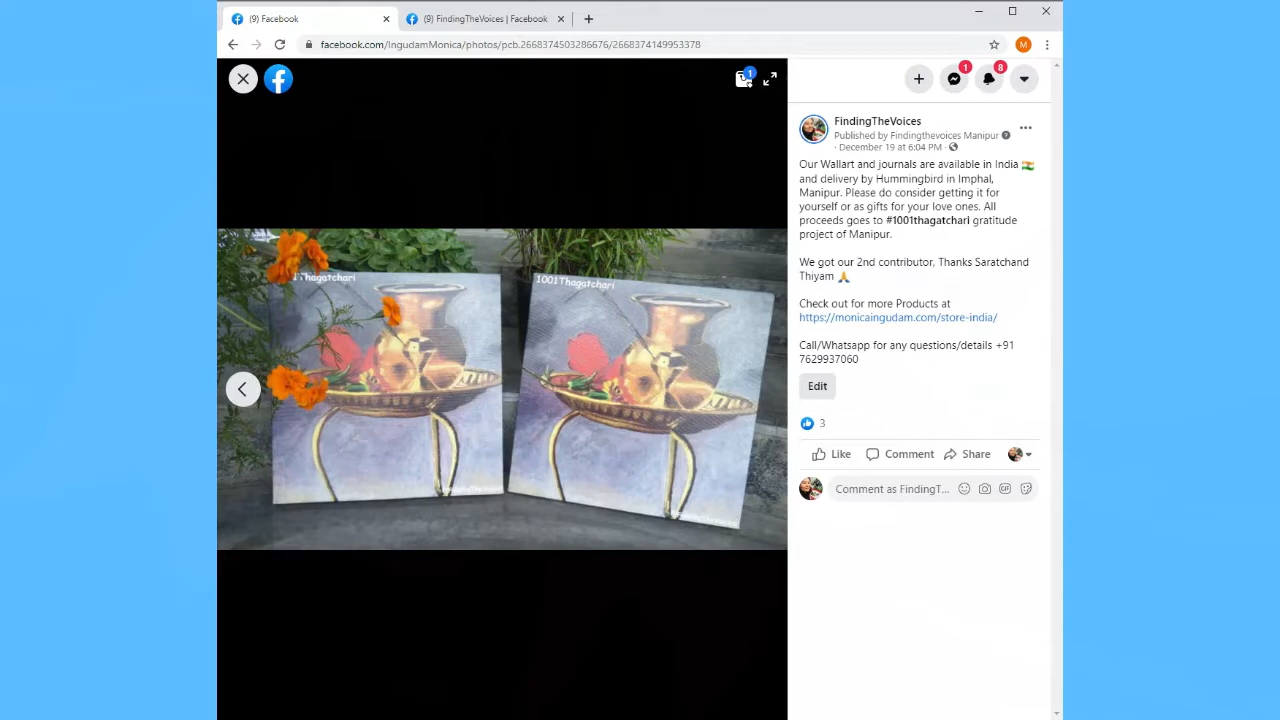 (9) Facebook
(9) FindingTheVoices | Facebook
facebook.com/IngudamMonica/photos/pcb.2668374503286676/2668374149953378
M
1
1
8
FindingTheVoices
Published by Findingthevoices Manipur
· December 19 at 6:04 PM ·
Our Wallart and journals are available in India 🇮🇳
and delivery by Hummingbird in Imphal,
Manipur. Please do consider getting it for
yourself or as gifts for your love ones. All
proceeds goes to #1001thagatchari gratitude
project of Manipur.
We got our 2nd contributor, Thanks Saratchand
Thiyam 🙏
Check out for more Products at
https://monicaingudam.com/store-india/
Call/Whatsapp for any questions/details +91
7629937060
Edit
3
Like Comment Share
Comment as FindingT...
GIF
Thagatchari
1001Thagatchari